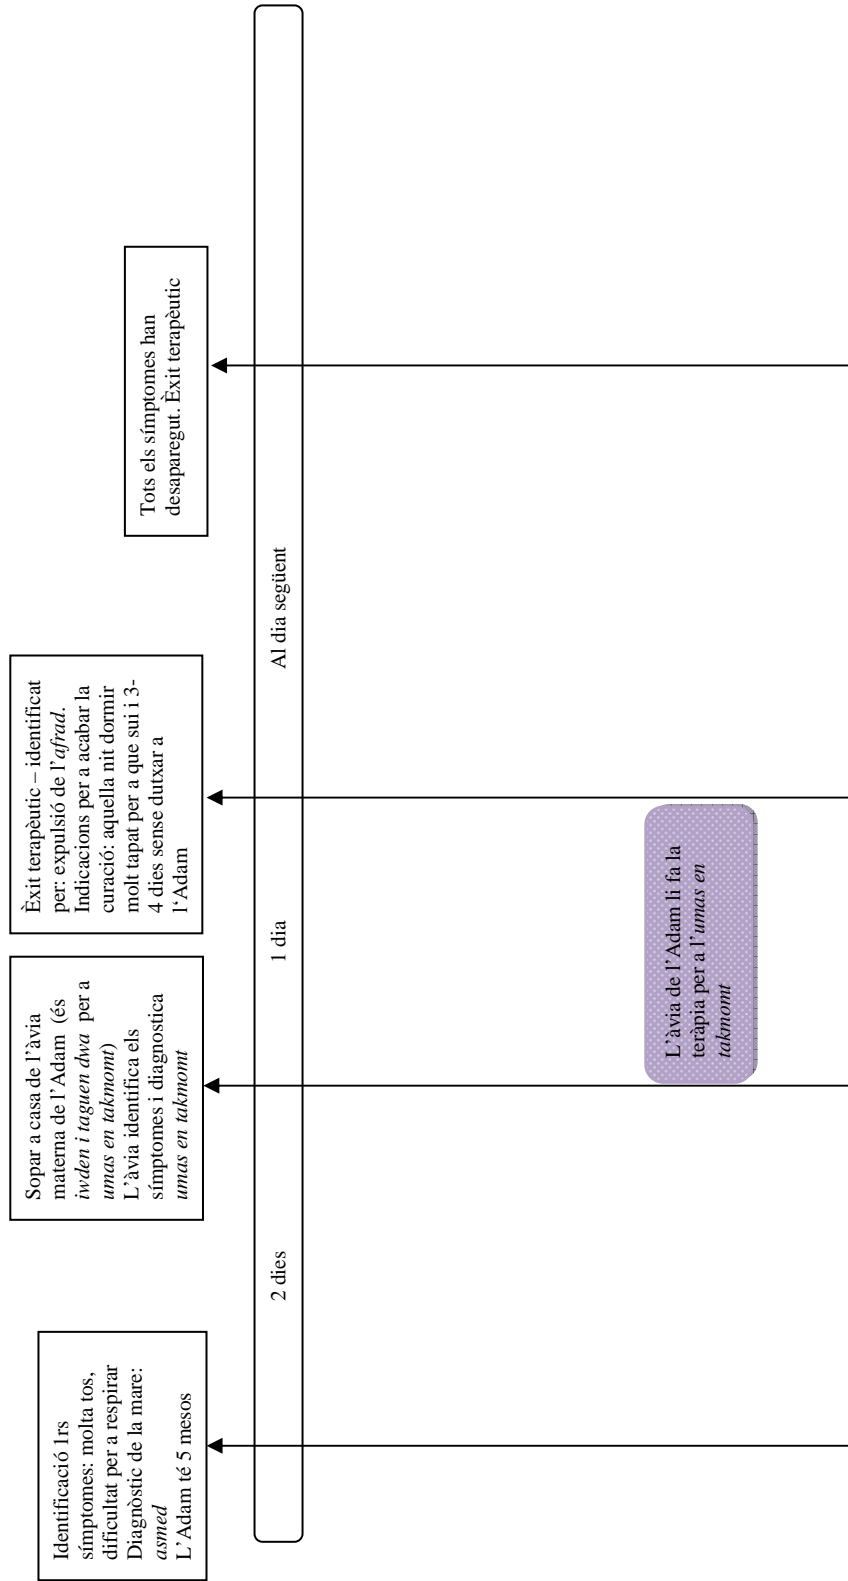 Identificació 1rs
símptomes: molta tos,
dificultat per a respirar
Diagnòstic de la mare:
asmed
L'Adam té 5 mesos
2 dies
Sopar a casa de l'àvia
materna de l'Adam (és
iwden i taguen dwa per a
umas en takmomt)
L'àvia identifica els
símptomes i diagnostica
umas en takmomt
1 dia
L'àvia de l'Adam li fa la
teràpia per a l'umas en
takmomt
Èxit terapèutic – identificat
per: expulsió de l'afrad.
Indicacions per a acabar la
curació: aquella nit dormir
molt tapat per a que sui i 3-
4 dies sense dutxar a
l'Adam
Al dia següent
Tots els símptomes han
desaparegut. Èxit terapèutic